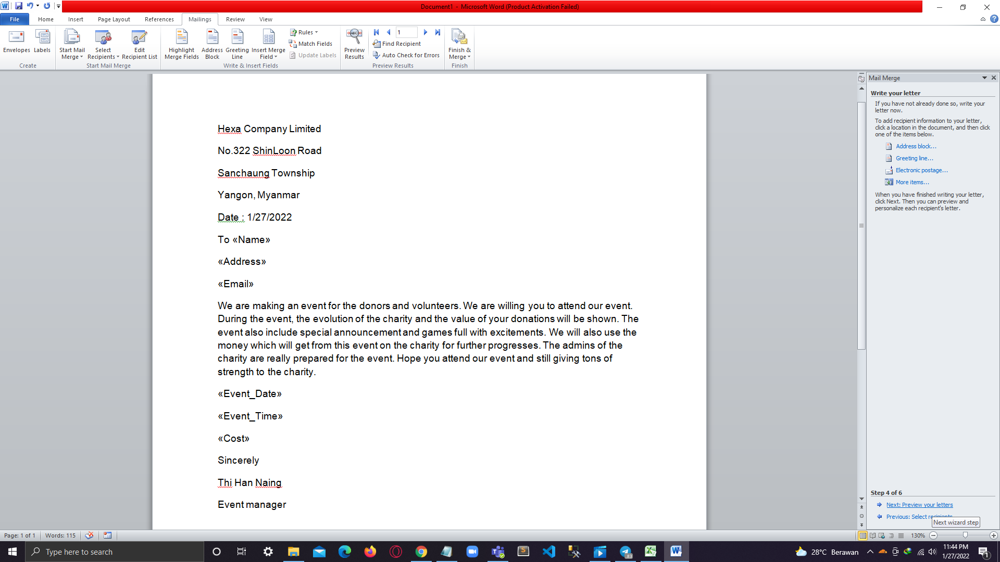 Document1 - Microsoft Word (Product Activation Failed)
File Home Insert Page Layout References Mailings Review View
Envelopes Labels
Create
Start Mail Merge
Select Recipients
Edit Recipient List
Start Mail Merge
Highlight Merge Fields
Address Block
Greeting Line
Insert Merge Field
Rules
Match Fields
Update Labels
Write & Insert Fields
Preview Results
1
Find Recipient
Auto Check for Errors
Preview Results
Finish & Merge
Finish
Hexa Company Limited
No.322 ShinLoon Road
Sanchaung Township
Yangon, Myanmar
Date : 1/27/2022
To «Name»
«Address»
«Email»
We are making an event for the donors and volunteers. We are willing you to attend our event.
During the event, the evolution of the charity and the value of your donations will be shown. The
event also include special announcement and games full with excitements. We will also use the
money which will get from this event on the charity for further progresses. The admins of the
charity are really prepared for the event. Hope you attend our event and still giving tons of
strength to the charity.
«Event_Date»
«Event_Time»
«Cost»
Sincerely
Thi Han Naing
Event manager
Mail Merge
Write your letter
If you have not already done so, write your
letter now.
To add recipient information to your letter,
click a location in the document, and then click
one of the items below.
Address block...
Greeting line...
Electronic postage...
More items...
When you have finished writing your letter,
click Next. Then you can preview and
personalize each recipient's letter.
Step 4 of 6
Next: Preview your letters
Previous: Select recipients
Next wizard step
Page: 1 of 1 Words: 115
130%
Type here to search
83
28°C Berawan
11:44 PM
1/27/2022
1